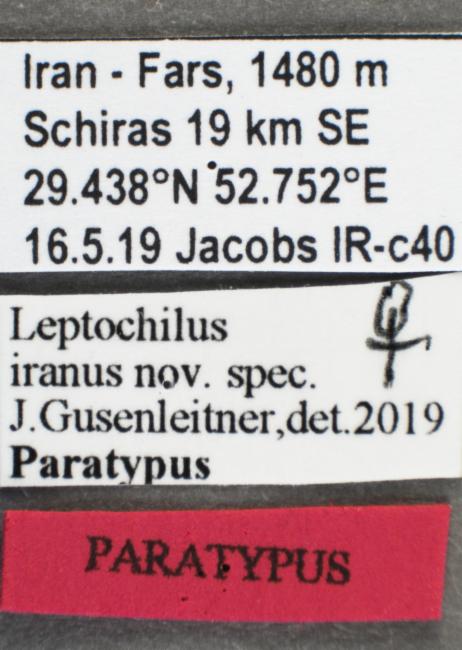 Iran - Fars, 1480 m
Schiras 19 km SE
29.438°N 52.752°E
16.5.19 Jacobs IR-c40
Leptochilus ♀
iranus nov. spec.
J.Gusenleitner,det.2019
Paratypus
PARATYPUS